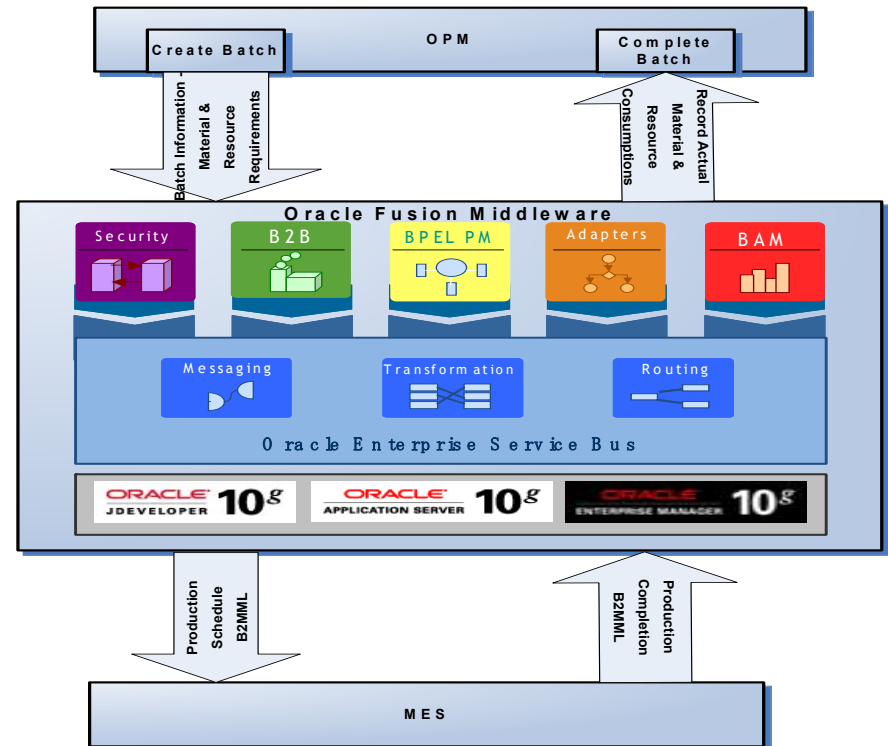 OPM
Create Batch
Complete
Batch
Batch Information -
Material &
Resource
Requirements
Record Actual
Material &
Resource
Consumptions
Oracle Fusion Middleware
Security
B2B
BPEL PM
Adapters
BAM
Messaging
Transformation
Routing
Oracle Enterprise Service Bus
ORACLE
JDEVELOPER
10g
ORACLE
APPLICATION SERVER
10g
ORACLE
ENTERPRISE MANAGER
10g
Production
Schedule
B2MML
Production
Completion
B2MML
MES